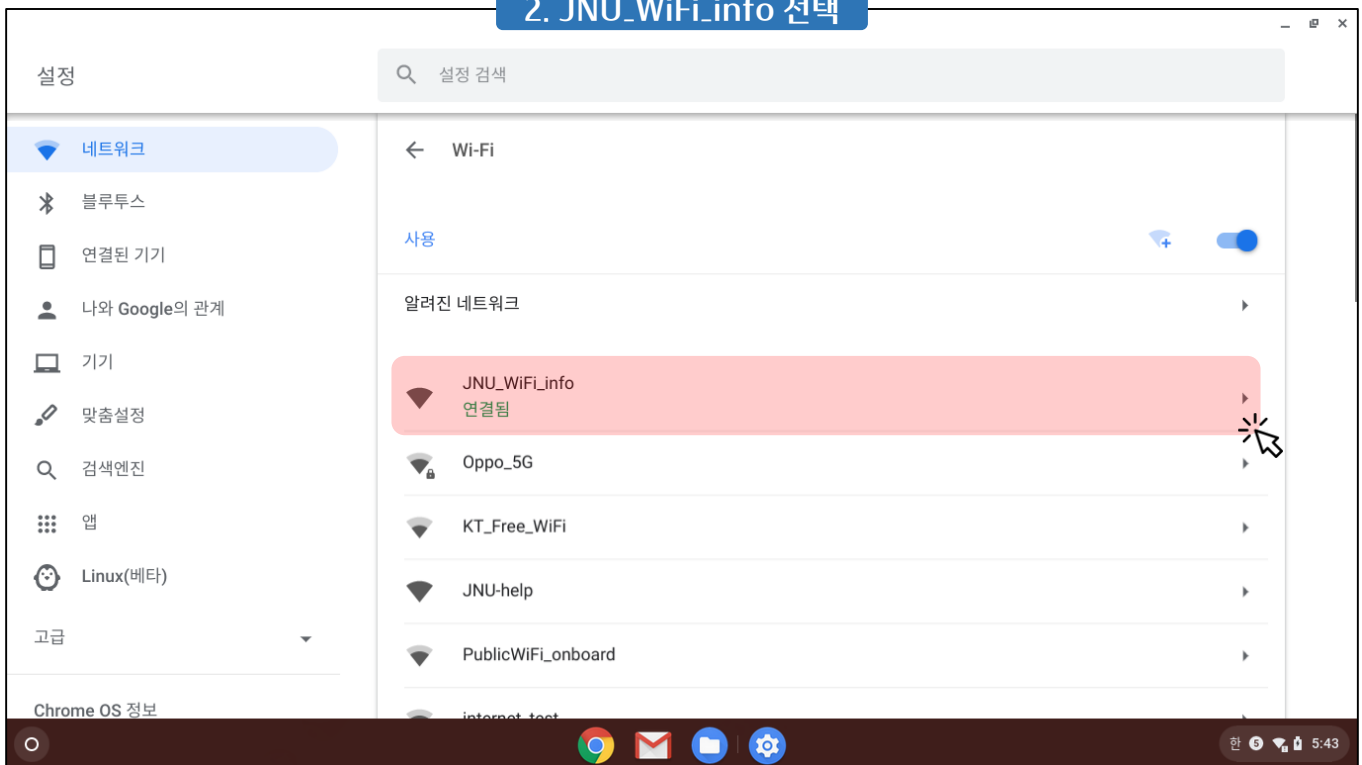 2. JNU_WiFi_info 선택
설정
설정 검색
네트워크
블루투스
연결된 기기
나와 Google의 관계
기기
맞춤설정
검색엔진
앱
Linux(베타)
고급
Chrome OS 정보
Wi-Fi
사용
알려진 네트워크
JNU_WiFi_info
연결됨
Oppo_5G
KT_Free_WiFi
JNU-help
PublicWiFi_onboard
internet_test
한 5 5:43